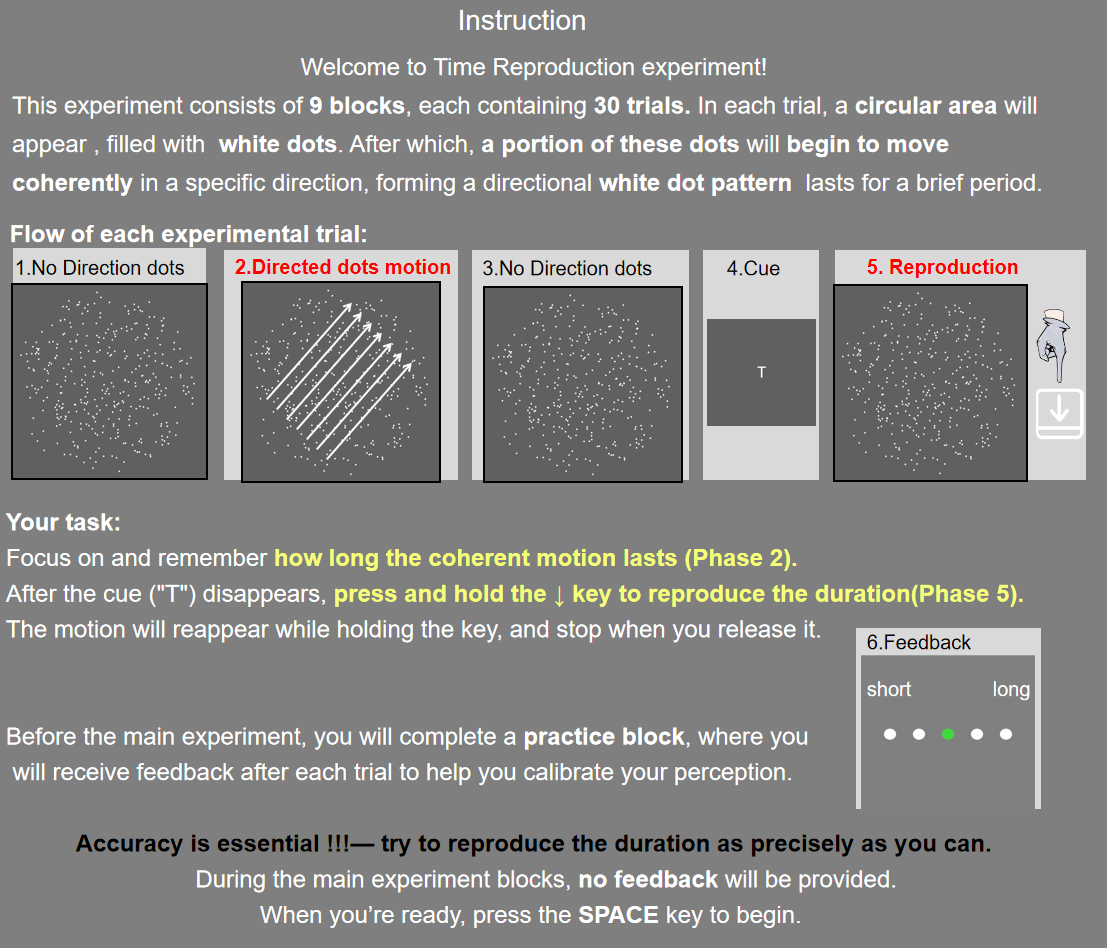 Instruction
Welcome to Time Reproduction experiment!
This experiment consists of 9 blocks, each containing 30 trials. In each trial, a circular area will
appear , filled with white dots. After which, a portion of these dots will begin to move
coherently in a specific direction, forming a directional white dot pattern lasts for a brief period.
Flow of each experimental trial:
1.No Direction dots
2.Directed dots motion
3.No Direction dots
4.Cue
5. Reproduction
T
Your task:
Focus on and remember how long the coherent motion lasts (Phase 2).
After the cue ("T") disappears, press and hold the ↓ key to reproduce the duration(Phase 5).
The motion will reappear while holding the key, and stop when you release it.
6.Feedback
short long
Before the main experiment, you will complete a practice block, where you
will receive feedback after each trial to help you calibrate your perception.
Accuracy is essential !!!— try to reproduce the duration as precisely as you can.
During the main experiment blocks, no feedback will be provided.
When you’re ready, press the SPACE key to begin.